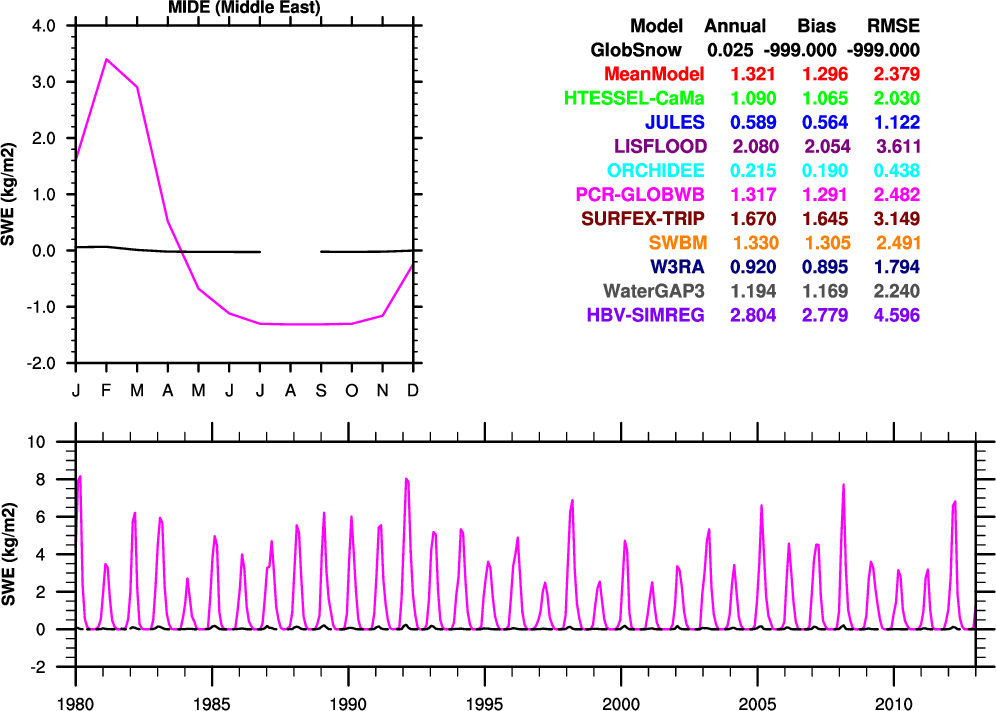 MIDE (Middle East)
4.0
3.0
2.0
1.0
0.0
-1.0
-2.0
SWE (kg/m2)
J F M A M J J A S O N D
Model Annual Bias RMSE
GlobSnow 0.025 -999.000 -999.000
MeanModel 1.321 1.296 2.379
HTESSEL-CaMa 1.090 1.065 2.030
JULES 0.589 0.564 1.122
LISFLOOD 2.080 2.054 3.611
ORCHIDEE 0.215 0.190 0.438
PCR-GLOBWB 1.317 1.291 2.482
SURFEX-TRIP 1.670 1.645 3.149
SWBM 1.330 1.305 2.491
W3RA 0.920 0.895 1.794
WaterGAP3 1.194 1.169 2.240
HBV-SIMREG 2.804 2.779 4.596
10
8
6
4
2
0
-2
SWE (kg/m2)
1980 1985 1990 1995 2000 2005 2010